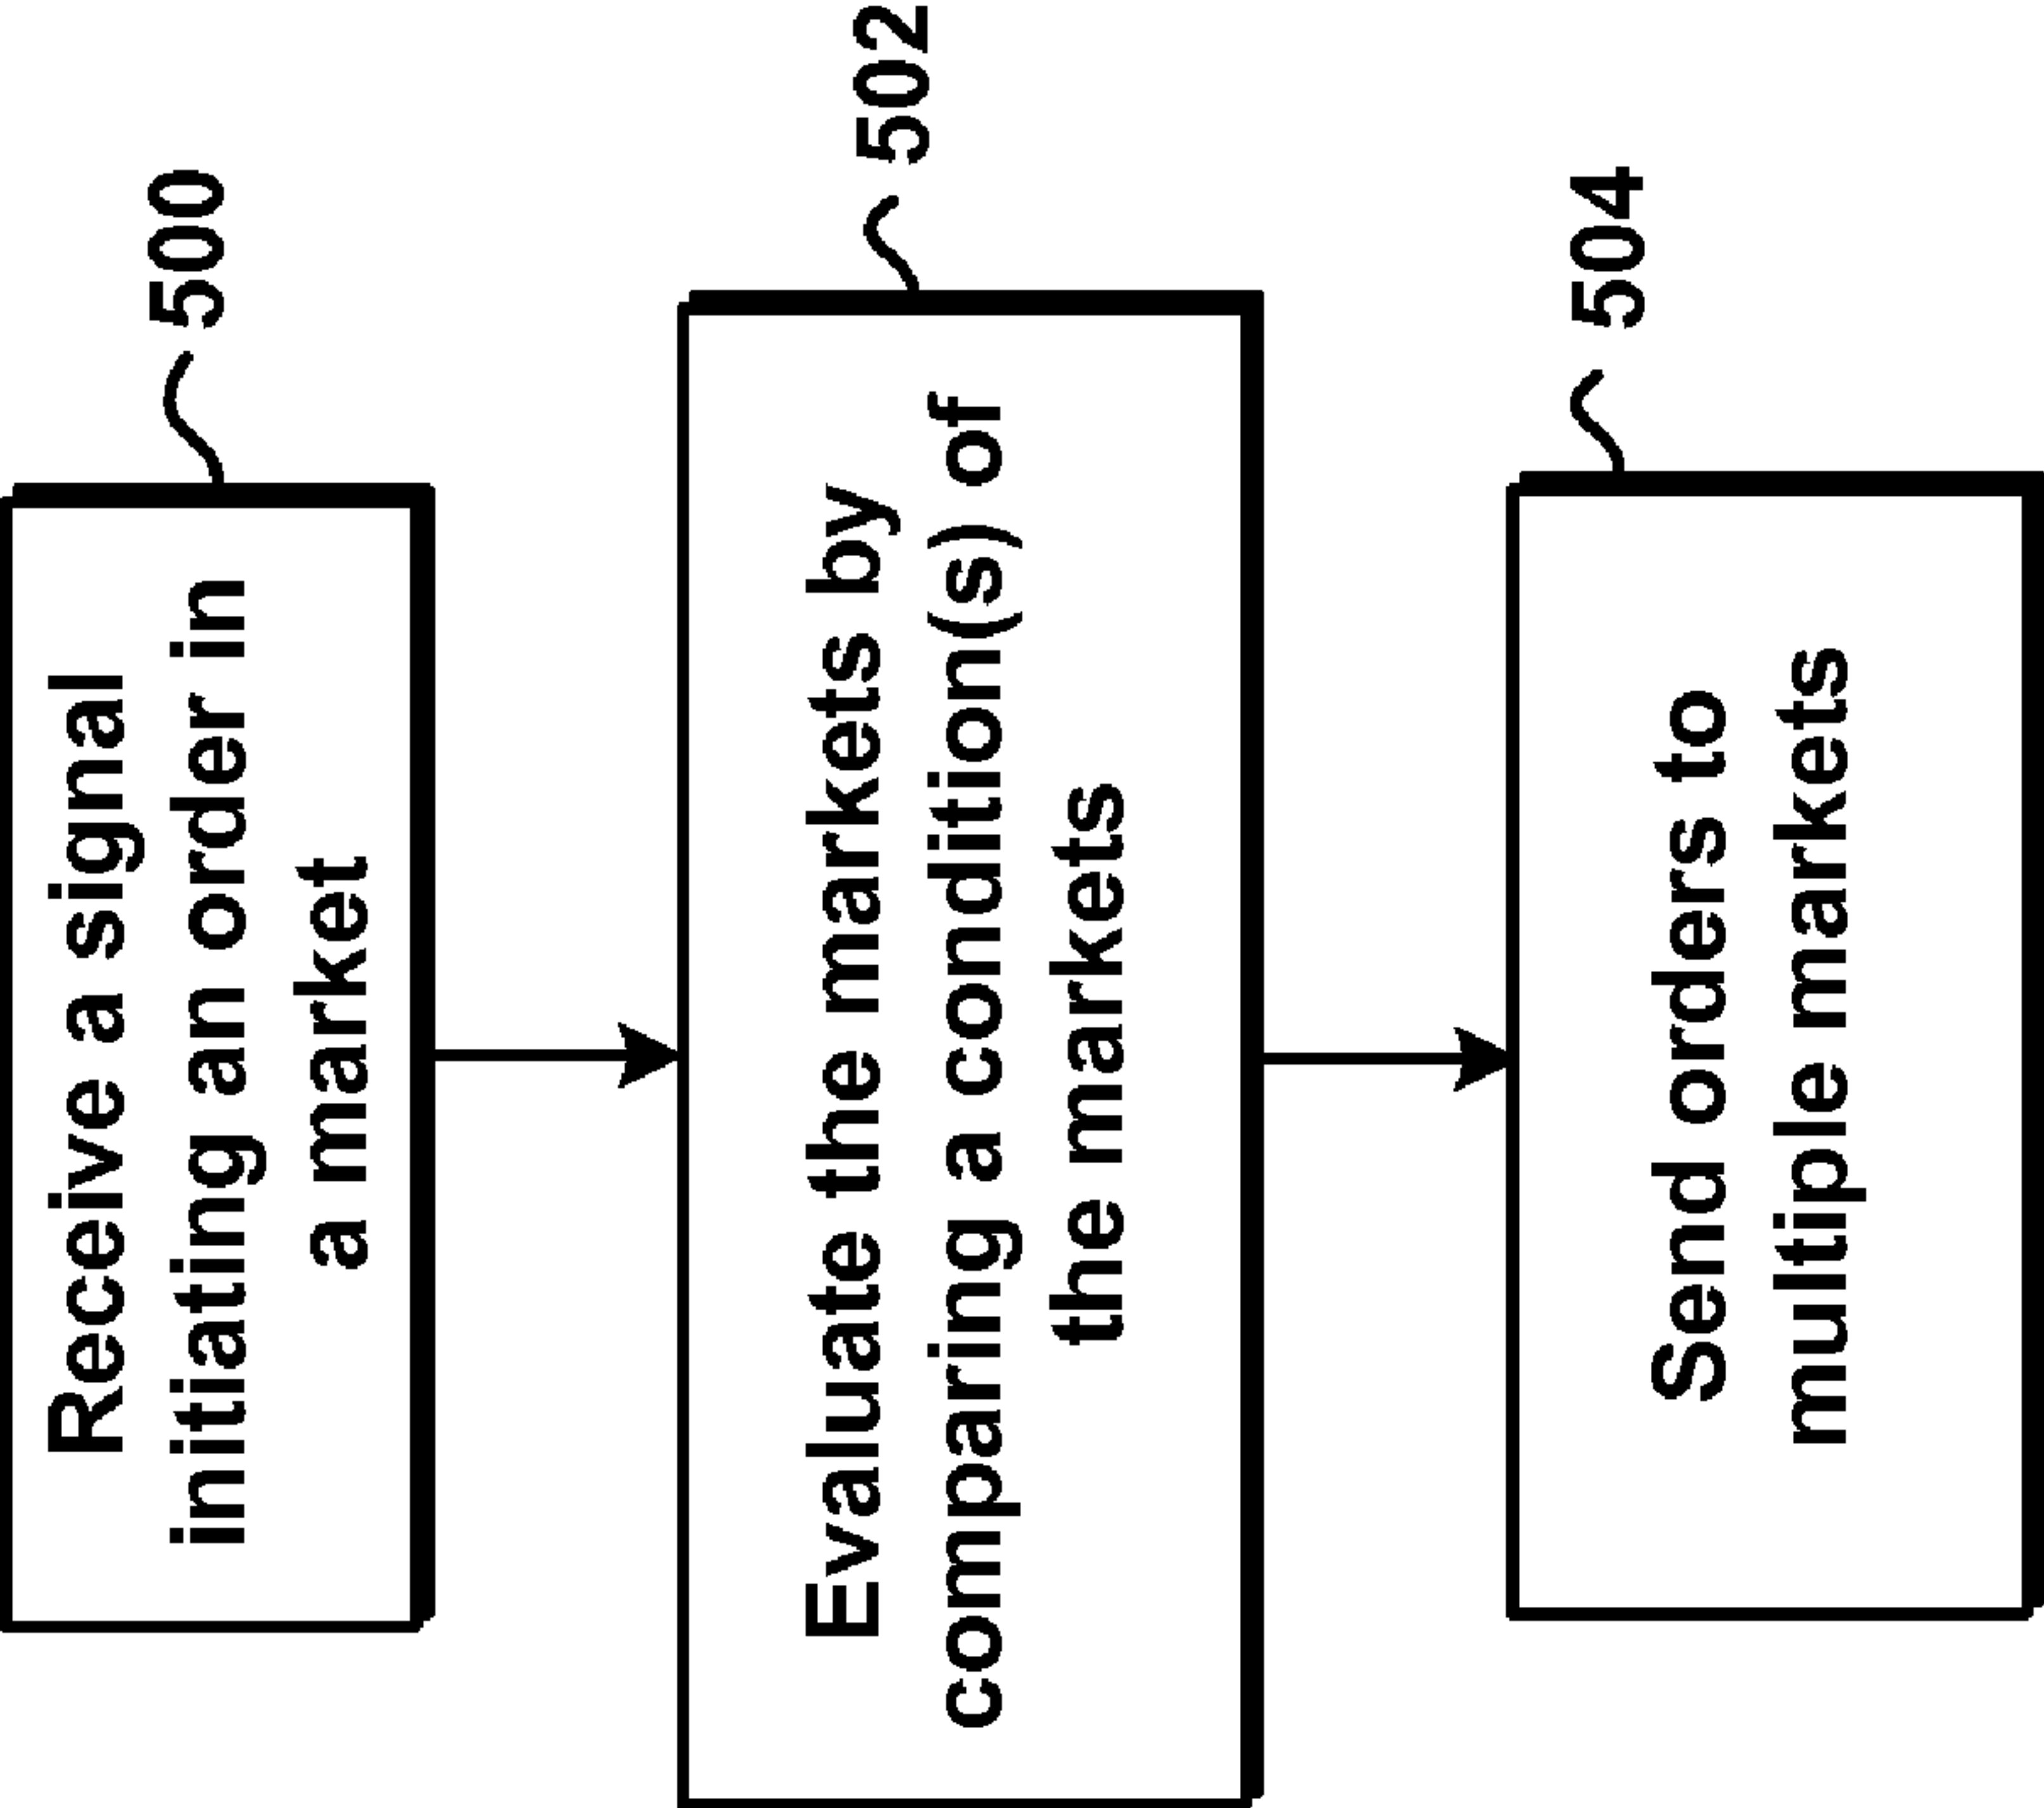 Receive a signal
initiating an order in
a market
500
Evaluate the markets by
comparing a condition(s) of
the markets
502
Send orders to
multiple markets
504